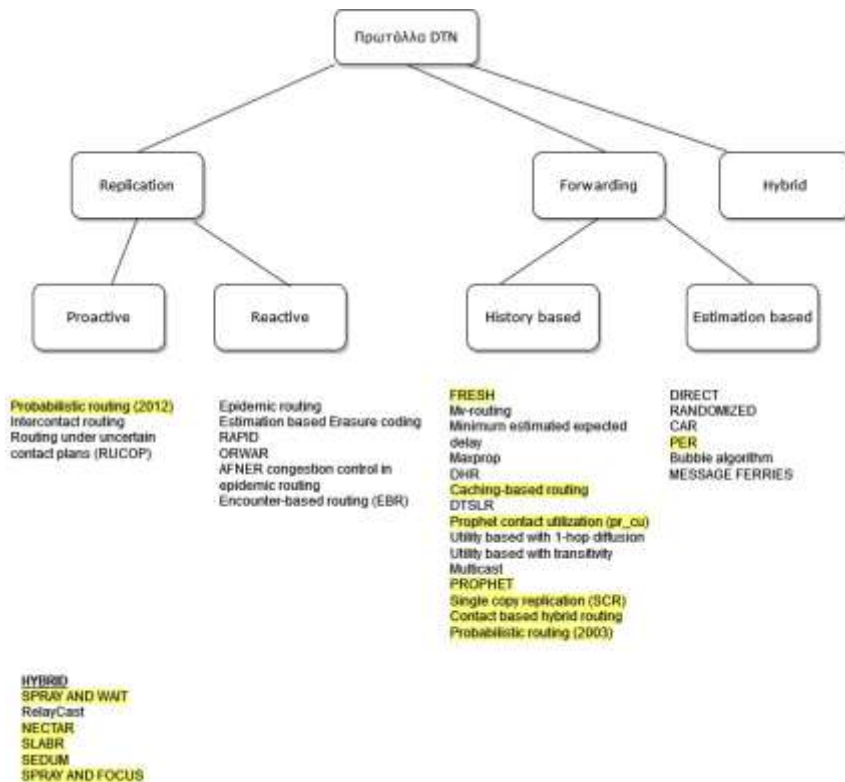 Πρωτόλλα DTN
Replication
Forwarding
Hybrid
Proactive
Reactive
History based
Estimation based
Probabilistic routing (2012)
Intercontact routing
Routing under uncertain
contact plans (RUCOP)
Epidemic routing
Estimation based Erasure coding
RAPID
ORWAR
AFNER congestion control in
epidemic routing
Encounter-based routing (EBR)
FRESH
Mv-routing
Minimum estimated expected
delay
Maxprop
DHR
Caching-based routing
DTSLR
Prophet contact utilization (pr_cu)
Utility based with 1-hop diffusion
Utility based with transitivity
Multicast
PROPHET
Single copy replication (SCR)
Contact based hybrid routing
Probabilistic routing (2003)
DIRECT
RANDOMIZED
CAR
PER
Bubble algorithm
MESSAGE FERRIES
HYBRID
SPRAY AND WAIT
RelayCast
NECTAR
SLABR
SEDUM
SPRAY AND FOCUS